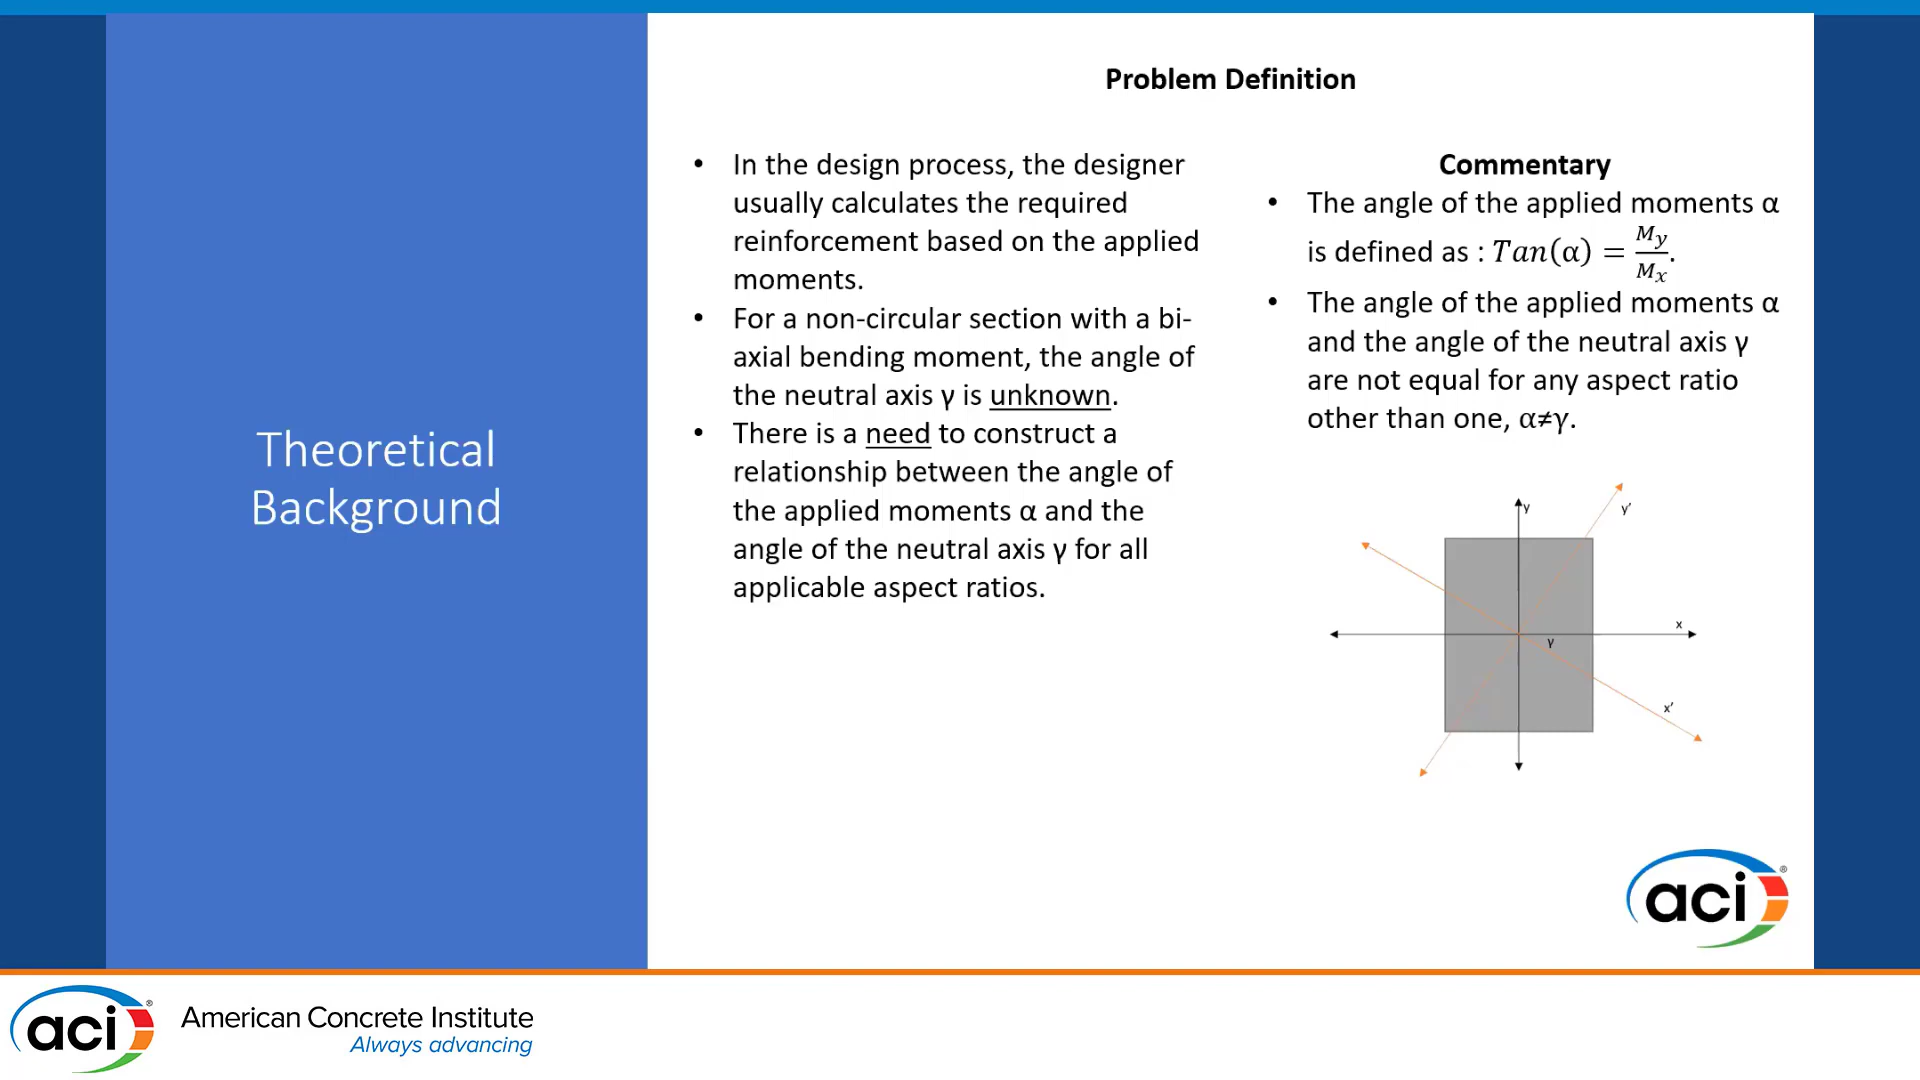 Problem Definition
Theoretical
Background
• In the design process, the designer
usually calculates the required
reinforcement based on the applied
moments.
• For a non-circular section with a bi-
axial bending moment, the angle of
the neutral axis γ is unknown.
• There is a need to construct a
relationship between the angle of
the applied moments α and the
angle of the neutral axis γ for all
applicable aspect ratios.
Commentary
• The angle of the applied moments α
is defined as : Tan(α) = My/Mx.
• The angle of the applied moments α
and the angle of the neutral axis γ
are not equal for any aspect ratio
other than one, α≠γ.
y
y'
x
γ
x'
aci®
aci®
American Concrete Institute
Always advancing